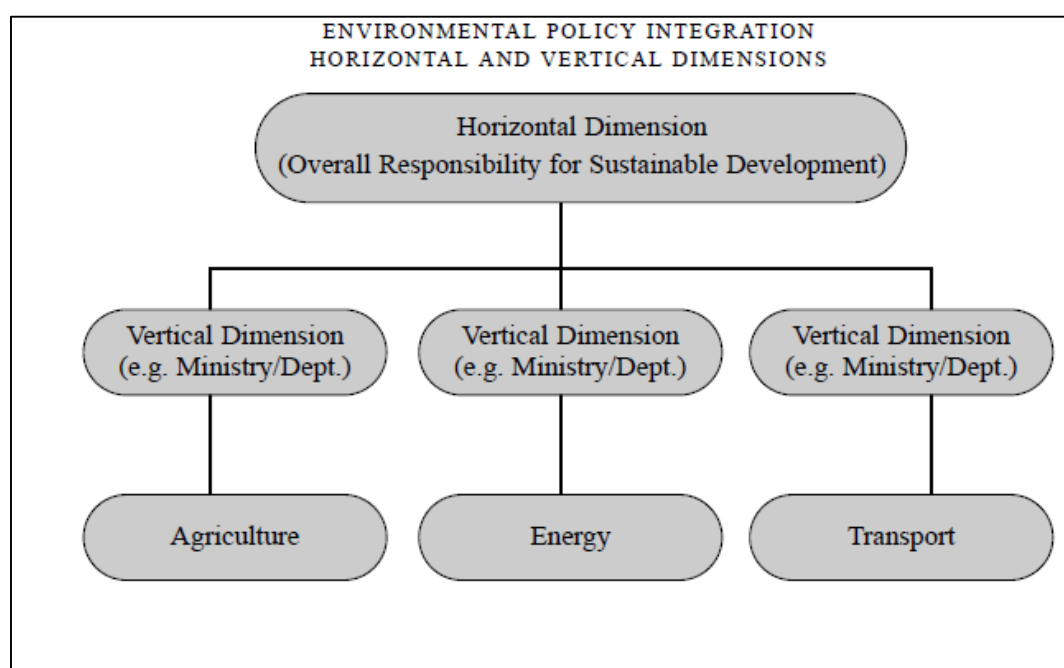 ENVIRONMENTAL POLICY INTEGRATION
HORIZONTAL AND VERTICAL DIMENSIONS
Horizontal Dimension
(Overall Responsibility for Sustainable Development)
Vertical Dimension
(e.g. Ministry/Dept.)
Vertical Dimension
(e.g. Ministry/Dept.)
Vertical Dimension
(e.g. Ministry/Dept.)
Agriculture
Energy
Transport